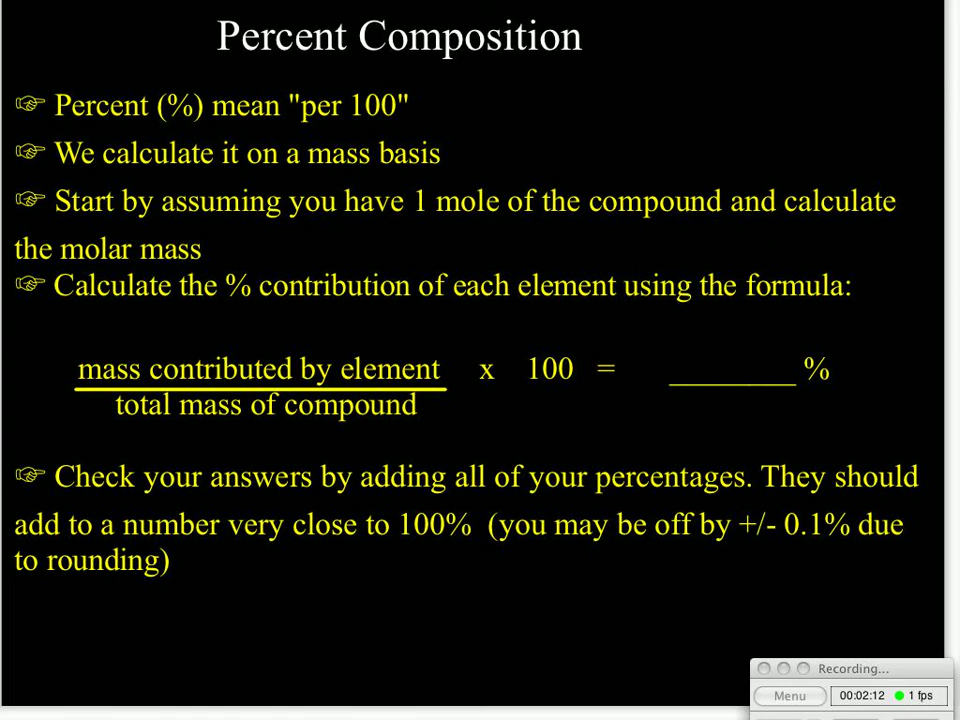 Percent Composition
☞ Percent (%) mean "per 100"
☞ We calculate it on a mass basis
☞ Start by assuming you have 1 mole of the compound and calculate
the molar mass
☞ Calculate the % contribution of each element using the formula:
mass contributed by element x 100 = ________ %
total mass of compound
☞ Check your answers by adding all of your percentages. They should
add to a number very close to 100% (you may be off by +/- 0.1% due
to rounding)
Recording...
Menu 00:02:12 1 fps